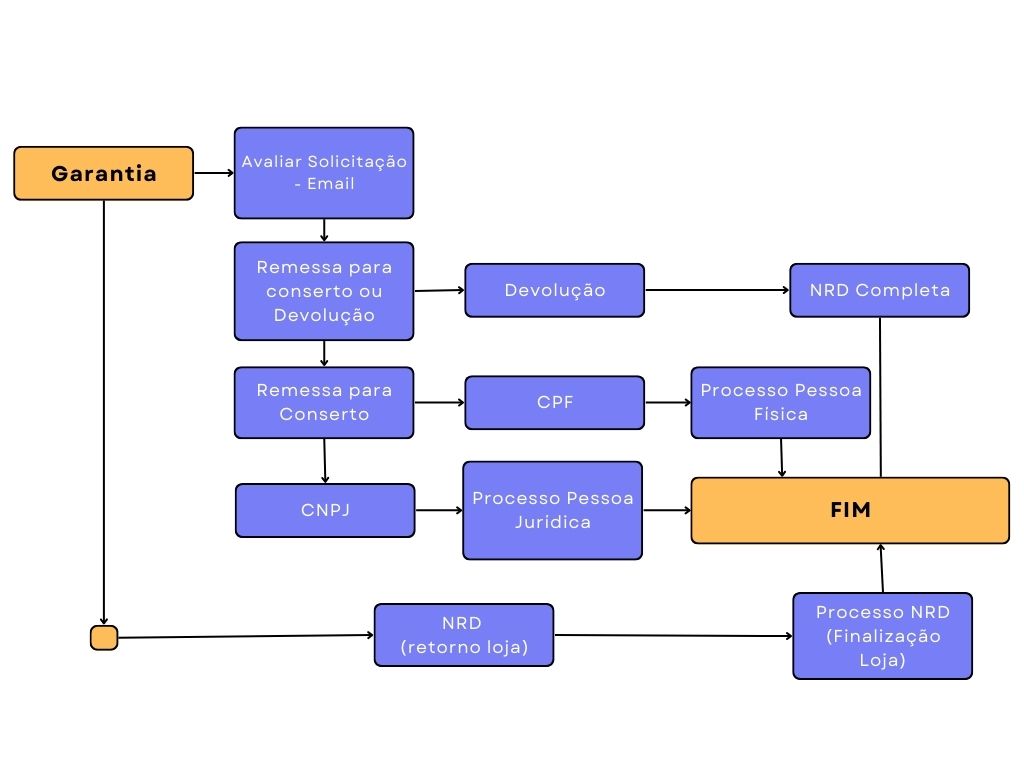 Garantia
Avaliar Solicitação
- Email
Remessa para
conserto ou
Devolução
Devolução
NRD Completa
Remessa para
Conserto
CPF
Processo Pessoa
Física
CNPJ
Processo Pessoa
Juridica
FIM
NRD
(retorno loja)
Processo NRD
(Finalização
Loja)